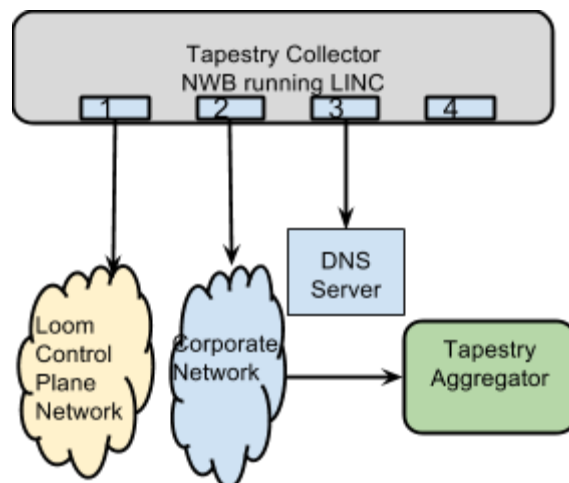 Tapestry Collector
NWB running LINC
1 2 3 4
DNS
Server
Loom
Control
Plane
Network
Corporate
Network
Tapestry
Aggregator